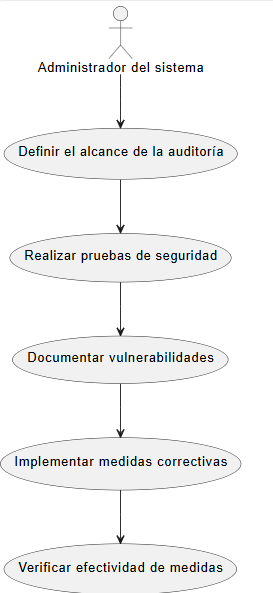 Administrador del sistema
Definir el alcance de la auditoría
Realizar pruebas de seguridad
Documentar vulnerabilidades
Implementar medidas correctivas
Verificar efectividad de medidas